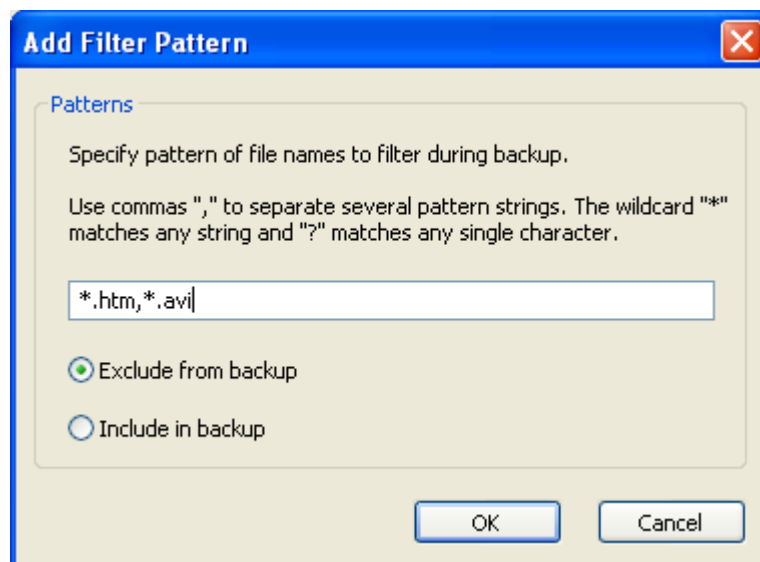 Add Filter Pattern
Patterns
Specify pattern of file names to filter during backup.
Use commas "," to separate several pattern strings. The wildcard "*"
matches any string and "?" matches any single character.
*.htm,*.avi
Exclude from backup
Include in backup
OK
Cancel